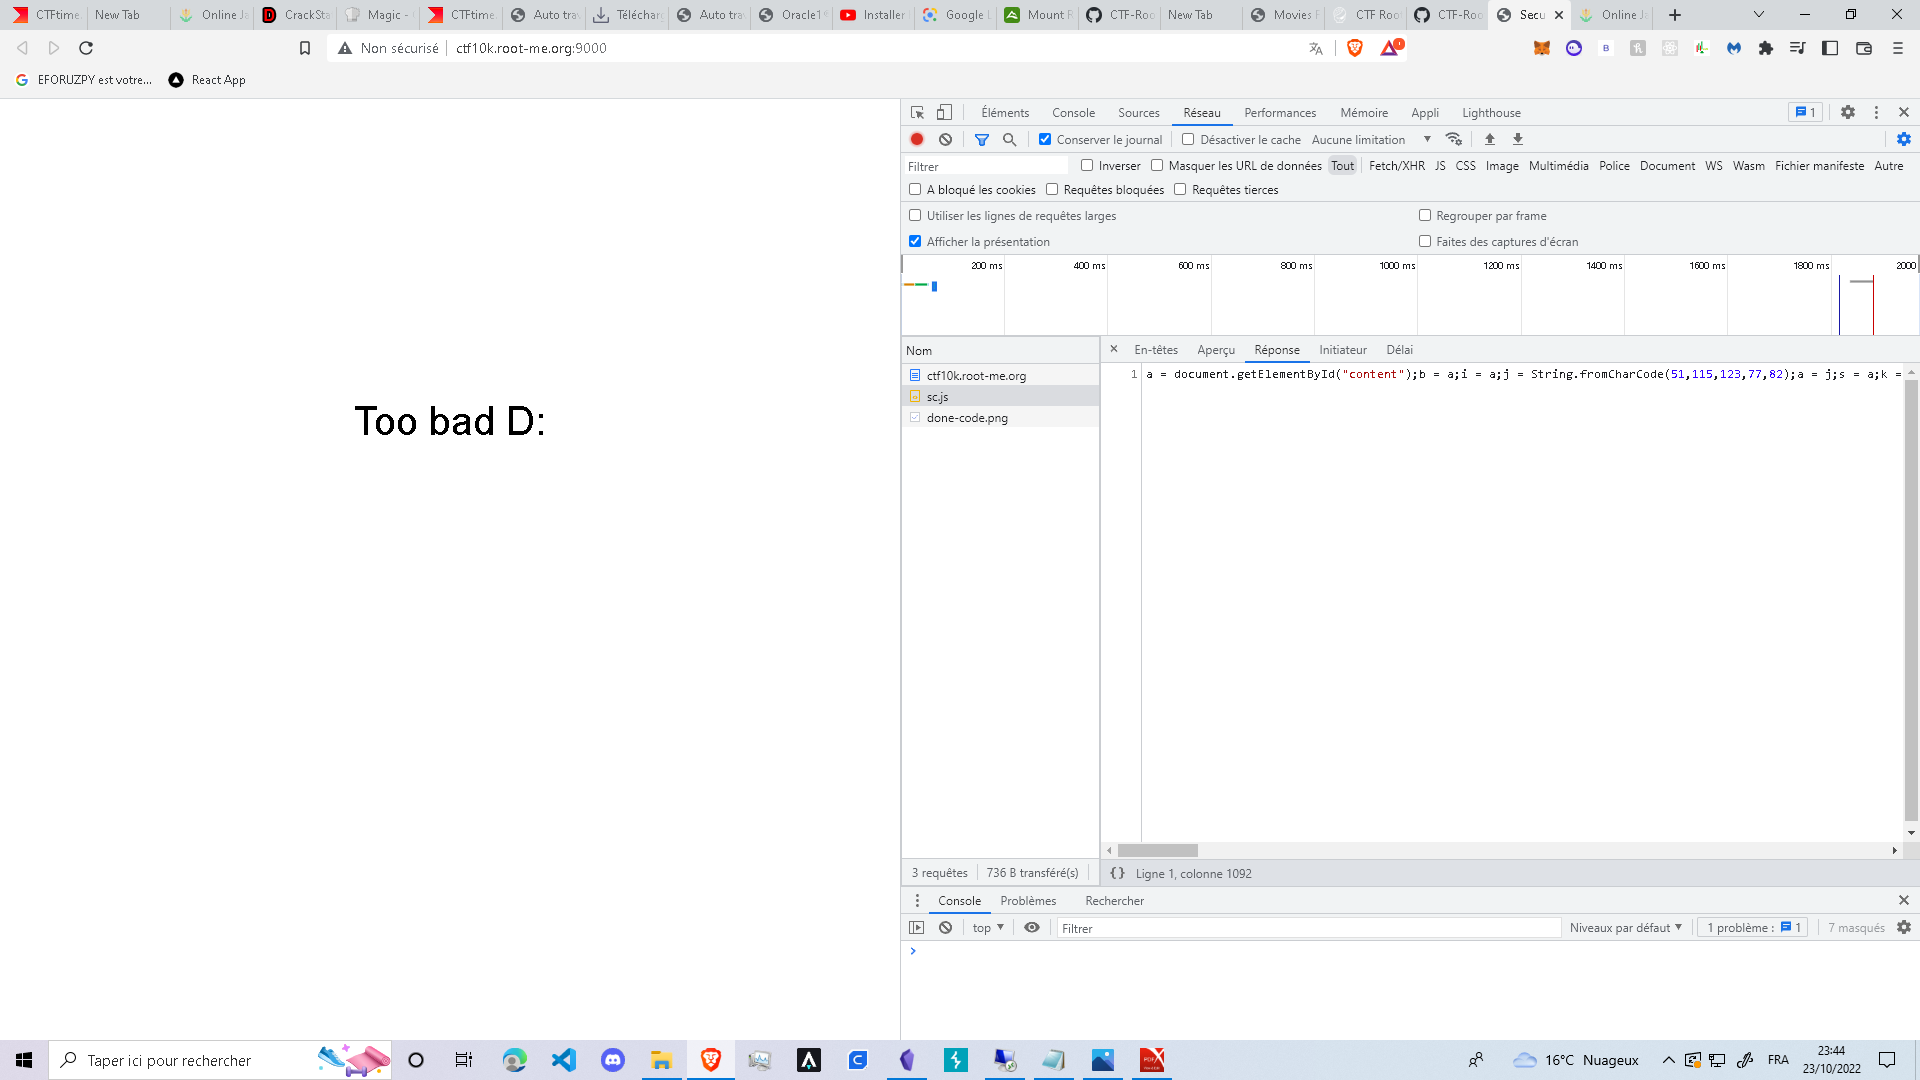 CTFtime. New Tab Online Ja CrackSta Magic - CTFtime. Auto trav Télécharg Auto trav Oracle1 Installer Google L Mount R CTF-Roo New Tab Movies F CTF Roo CTF-Roo Secu Online Ja
Non sécurisé ctf10k.root-me.org:9000
EFORUZPY est votre... React App
Éléments Console Sources Réseau Performances Mémoire Appli Lighthouse 1
Conserver le journal Désactiver le cache Aucune limitation
Filtrer Inverser Masquer les URL de données Tout Fetch/XHR JS CSS Image Multimédia Police Document WS Wasm Fichier manifeste Autre
A bloqué les cookies Requêtes bloquées Requêtes tierces
Utiliser les lignes de requêtes larges Regrouper par frame
Afficher la présentation Faites des captures d'écran
200 ms 400 ms 600 ms 800 ms 1000 ms 1200 ms 1400 ms 1600 ms 1800 ms 2000
Nom
ctf10k.root-me.org
sc.js
done-code.png
En-têtes Aperçu Réponse Initiateur Délai
1 a = document.getElementById("content");b = a;i = a;j = String.fromCharCode(51,115,123,77,82);a = j;s = a;k =
Too bad D:
3 requêtes 736 B transféré(s)
{} Ligne 1, colonne 1092
Console Problèmes Rechercher
top Filtrer Niveaux par défaut 1 problème : 1 7 masqués
Taper ici pour rechercher
16°C Nuageux FRA 23:44
23/10/2022